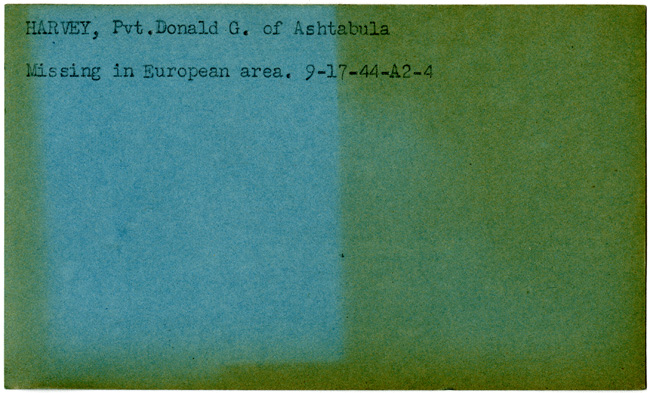 HARVEY, Pvt.Donald G. of Ashtabula
Missing in European area. 9-17-44-A2-4